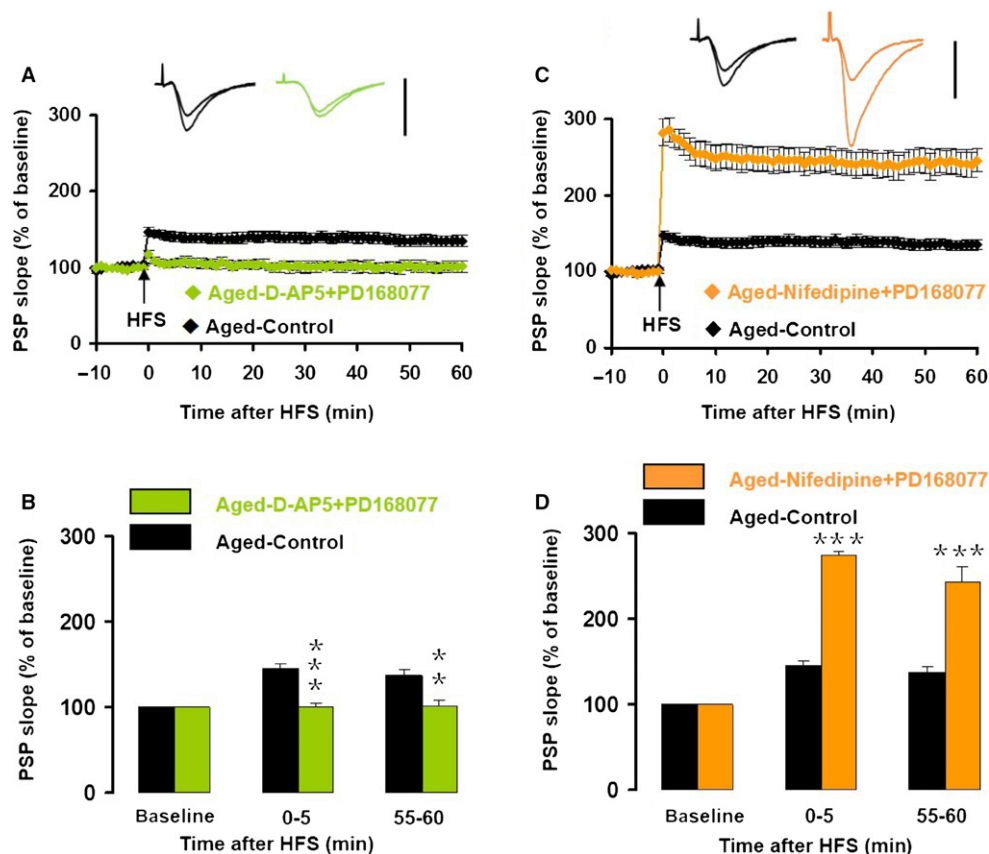 A
PSP slope (% of baseline)
300
200
100
0
HFS
Aged-D-AP5+PD168077
Aged-Control
−10 0 10 20 30 40 50 60
Time after HFS (min)
C
PSP slope (% of baseline)
300
200
100
0
HFS
Aged-Nifedipine+PD168077
Aged-Control
−10 0 10 20 30 40 50 60
Time after HFS (min)
B
Aged-D-AP5+PD168077
Aged-Control
PSP slope (% of baseline)
300
200
100
0
***
**
Baseline 0-5 55-60
Time after HFS (min)
D
Aged-Nifedipine+PD168077
Aged-Control
PSP slope (% of baseline)
300
200
100
0
*** ***
Baseline 0-5 55-60
Time after HFS (min)